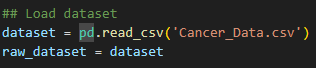 ## Load dataset
dataset = pd.read_csv('Cancer_Data.csv')
raw_dataset = dataset